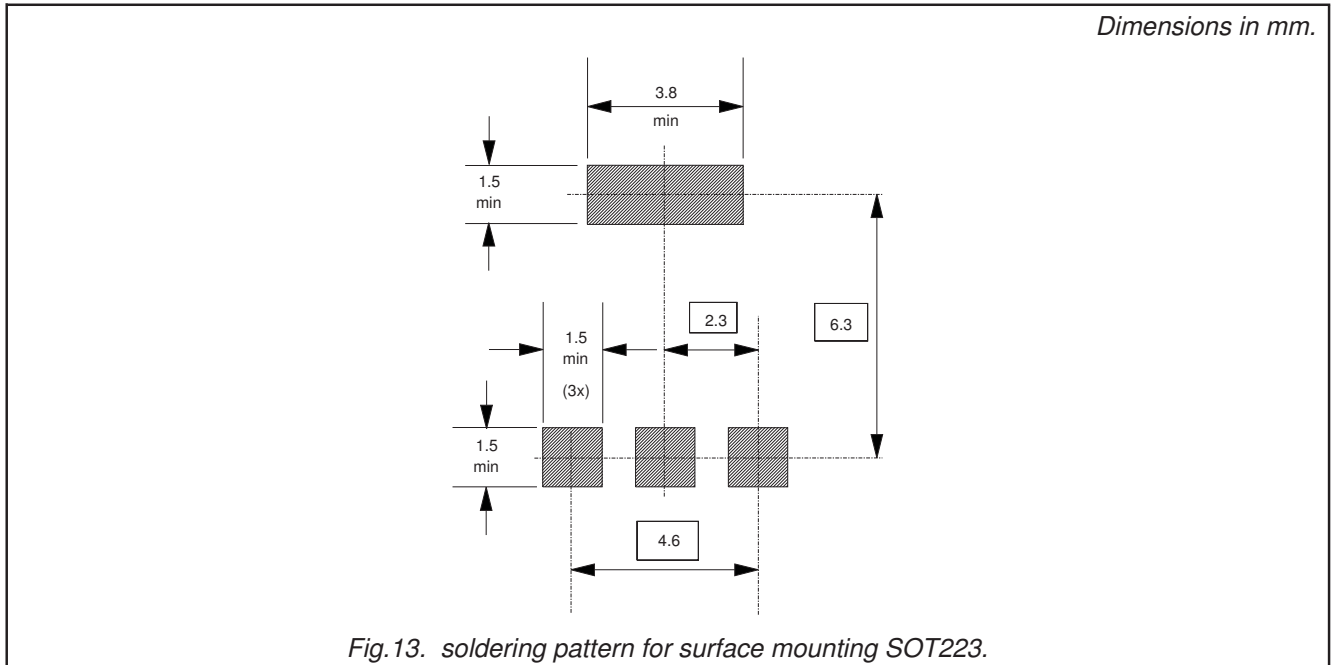 Dimensions in mm.
3.8
min
1.5
min
2.3
6.3
1.5
min
(3x)
1.5
min
4.6
Fig.13. soldering pattern for surface mounting SOT223.